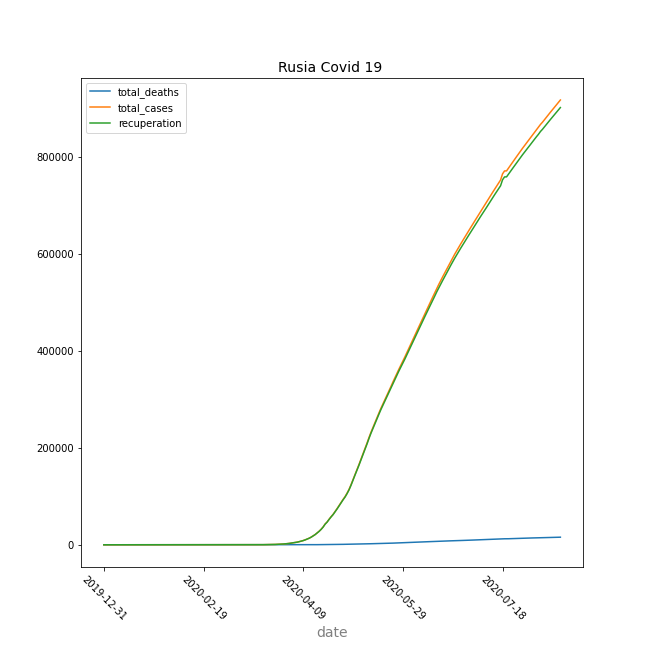 Rusia Covid 19
total_deaths
total_cases
recuperation
800000
600000
400000
200000
0
2019-12-31
2020-02-19
2020-04-09
2020-05-29
2020-07-18
date